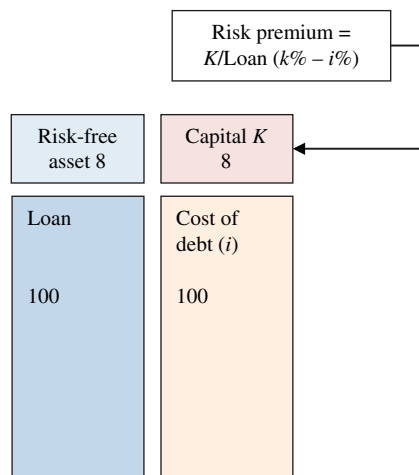 Risk premium =
K/Loan (k% – i%)
Risk-free
asset 8
Capital K
8
Loan
100
Cost of
debt (i)
100